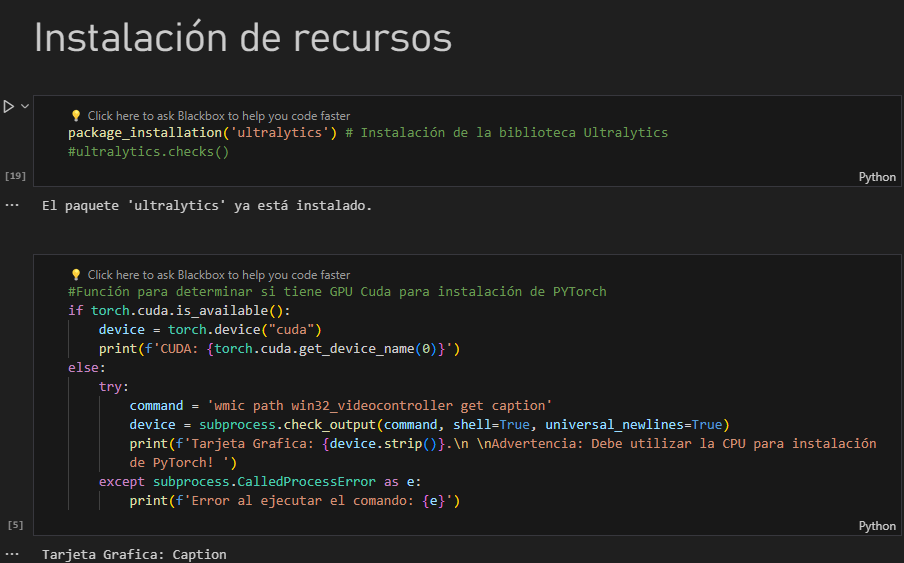 Instalación de recursos
💡 Click here to ask Blackbox to help you code faster
package_installation('ultralytics') # Instalación de la biblioteca Ultralytics
#ultralytics.checks()
[19]
Python
El paquete 'ultralytics' ya está instalado.
💡 Click here to ask Blackbox to help you code faster
#Función para determinar si tiene GPU Cuda para instalación de PYTorch
if torch.cuda.is_available():
    device = torch.device("cuda")
    print(f'CUDA: {torch.cuda.get_device_name(0)}')
else:
    try:
        command = 'wmic path win32_videocontroller get caption'
        device = subprocess.check_output(command, shell=True, universal_newlines=True)
        print(f'Tarjeta Grafica: {device.strip()}.\n \nAdvertencia: Debe utilizar la CPU para instalación
        de PyTorch! ')
    except subprocess.CalledProcessError as e:
        print(f'Error al ejecutar el comando: {e}')
[5]
Python
Tarjeta Grafica: Caption